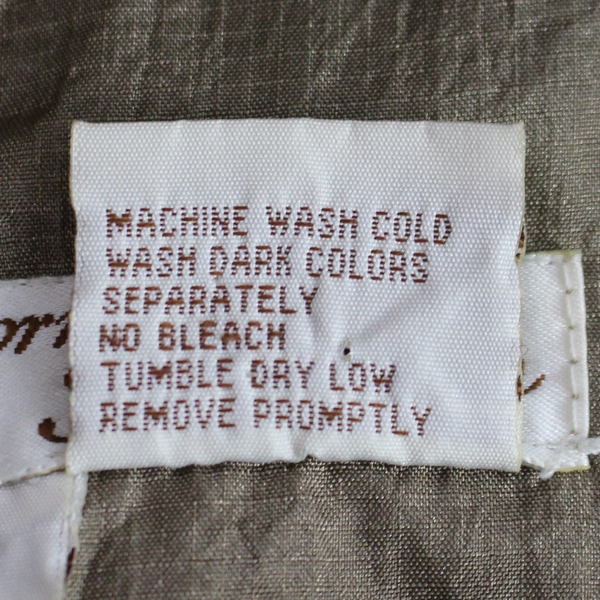 MACHINE WASH COLD
WASH DARK COLORS
SEPARATELY
NO BLEACH
TUMBLE DRY LOW
REMOVE PROMPTLY